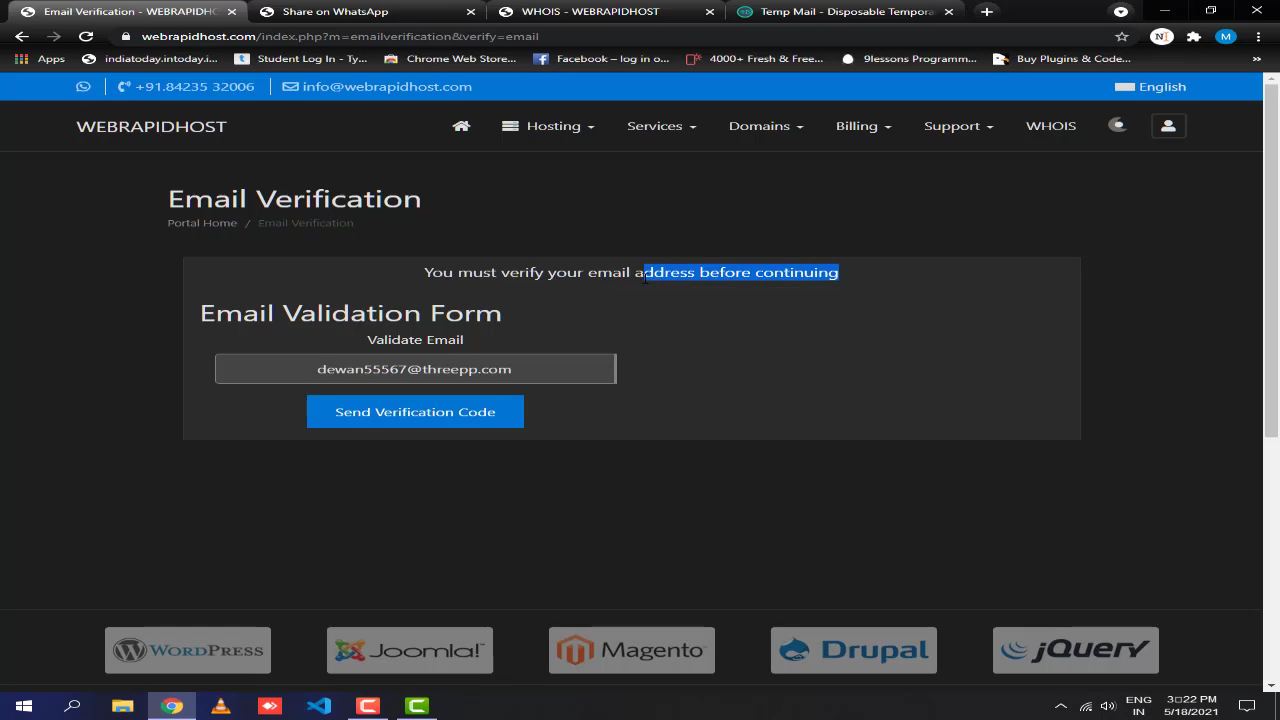 Email Verification - WEBRAPIDHO
Share on WhatsApp
WHOIS - WEBRAPIDHOST
Temp Mail - Disposable Tempora
webrapidhost.com/index.php?m=emailverification&verify=email
Apps
indiatoday.intoday.i...
Student Log In - Ty...
Chrome Web Store...
Facebook – log in o...
4000+ Fresh & Free...
9lessons Programm...
Buy Plugins & Code...
+91.84235 32006
info@webrapidhost.com
English
WEBRAPIDHOST
Hosting
Services
Domains
Billing
Support
WHOIS
Email Verification
Portal Home / Email Verification
You must verify your email address before continuing
Email Validation Form
Validate Email
dewan55567@threepp.com
Send Verification Code
WORDPRESS
Joomla!
Magento
Drupal
jQuery
ENG
IN
3:22 PM
5/18/2021